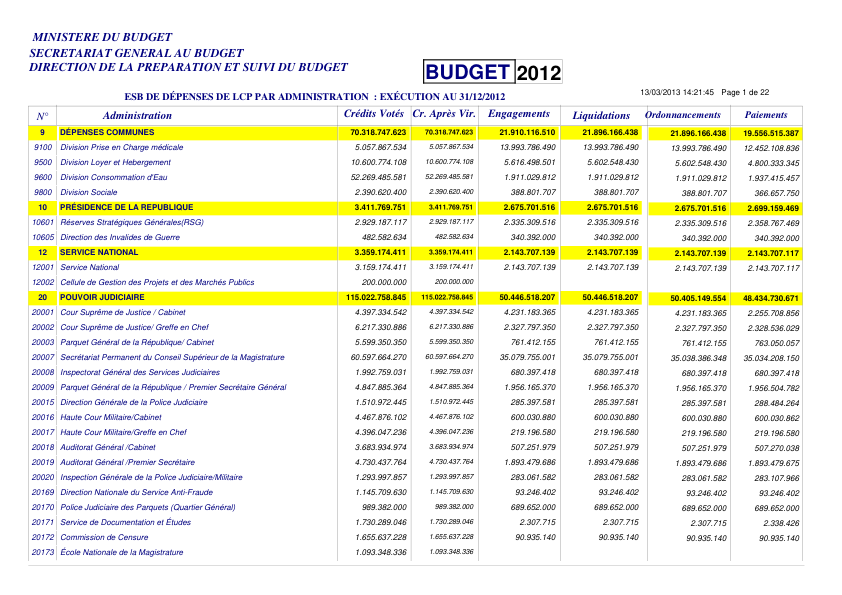 MINISTERE DU BUDGET
SECRETARIAT GENERAL AU BUDGET
DIRECTION DE LA PREPARATION ET SUIVI DU BUDGET
BUDGET 2012
ESB DE DÉPENSES DE LCP PAR ADMINISTRATION : EXÉCUTION AU 31/12/2012
13/03/2013 14:21:45 Page 1 de 22
N° Administration Crédits Votés Cr. Après Vir. Engagements Liquidations Ordonnancements Paiements
9 DÉPENSES COMMUNES 70.318.747.623 70.318.747.623 21.910.116.510 21.896.166.438 21.896.166.438 19.556.515.387
9100 Division Prise en Charge médicale 5.057.867.534 5.057.867.534 13.993.786.490 13.993.786.490 13.993.786.490 12.452.108.836
9500 Division Loyer et Hebergement 10.600.774.108 10.600.774.108 5.616.498.501 5.602.548.430 5.602.548.430 4.800.333.345
9600 Division Consommation d'Eau 52.269.485.581 52.269.485.581 1.911.029.812 1.911.029.812 1.911.029.812 1.937.415.457
9800 Division Sociale 2.390.620.400 2.390.620.400 388.801.707 388.801.707 388.801.707 366.657.750
10 PRÉSIDENCE DE LA REPUBLIQUE 3.411.769.751 3.411.769.751 2.675.701.516 2.675.701.516 2.675.701.516 2.699.159.469
10601 Réserves Stratégiques Générales(RSG) 2.929.187.117 2.929.187.117 2.335.309.516 2.335.309.516 2.335.309.516 2.358.767.469
10605 Direction des Invalides de Guerre 482.582.634 482.582.634 340.392.000 340.392.000 340.392.000 340.392.000
12 SERVICE NATIONAL 3.359.174.411 3.359.174.411 2.143.707.139 2.143.707.139 2.143.707.139 2.143.707.117
12001 Service National 3.159.174.411 3.159.174.411 2.143.707.139 2.143.707.139 2.143.707.139 2.143.707.117
12002 Cellule de Gestion des Projets et des Marchés Publics 200.000.000 200.000.000
20 POUVOIR JUDICIAIRE 115.022.758.845 115.022.758.845 50.446.518.207 50.446.518.207 50.405.149.554 48.434.730.671
20001 Cour Suprême de Justice / Cabinet 4.397.334.542 4.397.334.542 4.231.183.365 4.231.183.365 4.231.183.365 2.255.708.856
20002 Cour Suprême de Justice/ Greffe en Chef 6.217.330.886 6.217.330.886 2.327.797.350 2.327.797.350 2.327.797.350 2.328.536.029
20003 Parquet Général de la République/ Cabinet 5.599.350.350 5.599.350.350 761.412.155 761.412.155 761.412.155 763.050.057
20007 Secrétariat Permanent du Conseil Supérieur de la Magistrature 60.597.664.270 60.597.664.270 35.079.755.001 35.079.755.001 35.038.386.348 35.034.208.150
20008 Inspectorat Général des Services Judiciaires 1.992.759.031 1.992.759.031 680.397.418 680.397.418 680.397.418 680.397.418
20009 Parquet Général de la République / Premier Secrétaire Général 4.847.885.364 4.847.885.364 1.956.165.370 1.956.165.370 1.956.165.370 1.956.504.782
20015 Direction Générale de la Police Judiciaire 1.510.972.445 1.510.972.445 285.397.581 285.397.581 285.397.581 288.484.264
20016 Haute Cour Militaire/Cabinet 4.467.876.102 4.467.876.102 600.030.880 600.030.880 600.030.880 600.030.862
20017 Haute Cour Militaire/Greffe en Chef 4.396.047.236 4.396.047.236 219.196.580 219.196.580 219.196.580 219.196.580
20018 Auditorat Général /Cabinet 3.683.934.974 3.683.934.974 507.251.979 507.251.979 507.251.979 507.270.038
20019 Auditorat Général /Premier Secrétaire 4.730.437.764 4.730.437.764 1.893.479.686 1.893.479.686 1.893.479.686 1.893.479.675
20020 Inspection Générale de la Police Judiciaire/Militaire 1.293.997.857 1.293.997.857 283.061.582 283.061.582 283.061.582 283.107.966
20169 Direction Nationale du Service Anti-Fraude 1.145.709.630 1.145.709.630 93.246.402 93.246.402 93.246.402 93.246.402
20170 Police Judiciaire des Parquets (Quartier Général) 989.382.000 989.382.000 689.652.000 689.652.000 689.652.000 689.652.000
20171 Service de Documentation et Études 1.730.289.046 1.730.289.046 2.307.715 2.307.715 2.307.715 2.338.426
20172 Commission de Censure 1.655.637.228 1.655.637.228 90.935.140 90.935.140 90.935.140 90.935.140
20173 École Nationale de la Magistrature 1.093.348.336 1.093.348.336